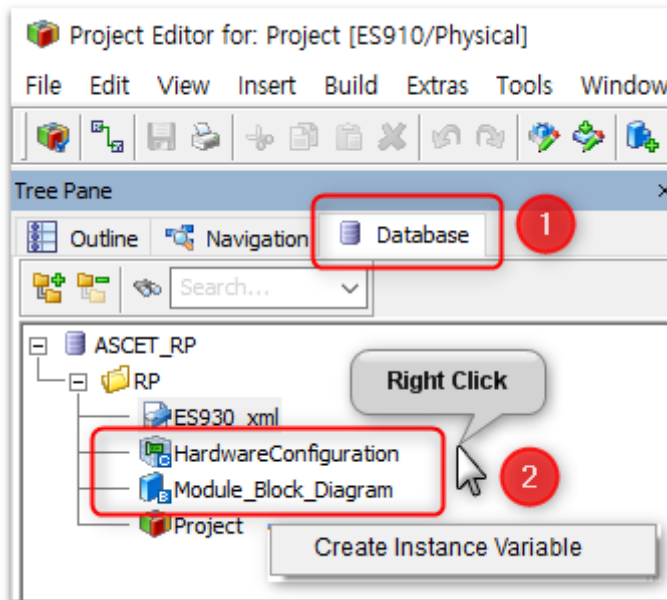 Project Editor for: Project [ES910/Physical]
File Edit View Insert Build Extras Tools Window
Tree Pane
Outline Navigation Database
1
Search...
ASCET_RP
RP
Right Click
ES930_xml
HardwareConfiguration
Module_Block_Diagram
2
Project
Create Instance Variable